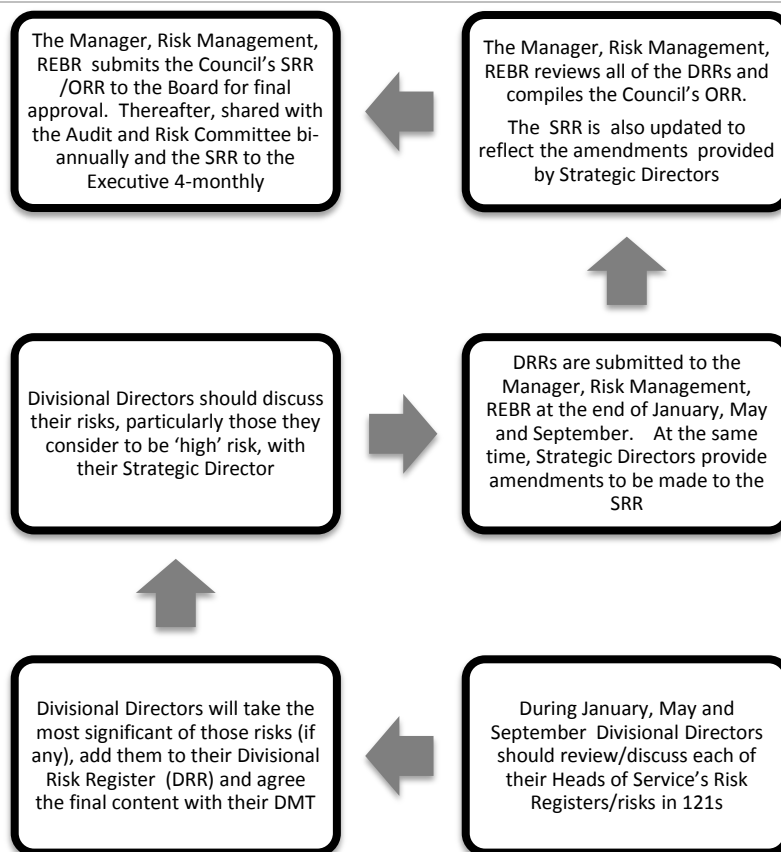 The Manager, Risk Management,
REBR submits the Council's SRR
/ORR to the Board for final
approval. Thereafter, shared with
the Audit and Risk Committee bi-
annually and the SRR to the
Executive 4-monthly
The Manager, Risk Management,
REBR reviews all of the DRRs and
compiles the Council's ORR.
The SRR is also updated to
reflect the amendments provided
by Strategic Directors
Divisional Directors should discuss
their risks, particularly those they
consider to be 'high' risk, with
their Strategic Director
DRRs are submitted to the
Manager, Risk Management,
REBR at the end of January, May
and September. At the same
time, Strategic Directors provide
amendments to be made to the
SRR
Divisional Directors will take the
most significant of those risks (if
any), add them to their Divisional
Risk Register (DRR) and agree
the final content with their DMT
During January, May and
September Divisional Directors
should review/discuss each of
their Heads of Service's Risk
Registers/risks in 121s